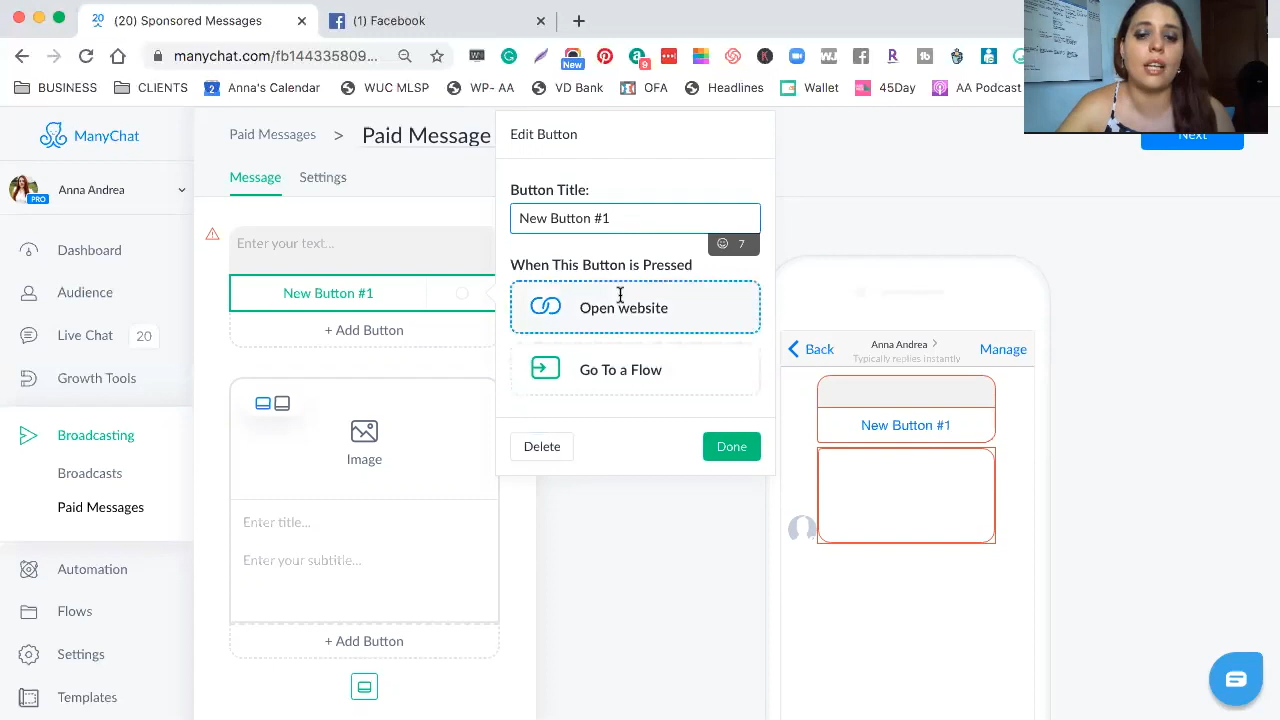 (20) Sponsored Messages
(1) Facebook
manychat.com/fb14433580...
New
9
BUSINESS
CLIENTS
Anna's Calendar
WUC MLSP
WP- AA
VD Bank
OFA
Headlines
Wallet
45Day
AA Podcast
ManyChat
Paid Messages > Paid Message
Edit Button
Next
Anna Andrea
PRO
Message
Settings
Button Title:
New Button #1
7
Enter your text...
When This Button is Pressed
New Button #1
Open website
+ Add Button
Go To a Flow
Delete
Done
Dashboard
Audience
Live Chat 20
Growth Tools
Broadcasting
Broadcasts
Paid Messages
Automation
Flows
Settings
Templates
Image
Enter title...
Enter your subtitle...
+ Add Button
Back
Anna Andrea
Typically replies instantly
Manage
New Button #1